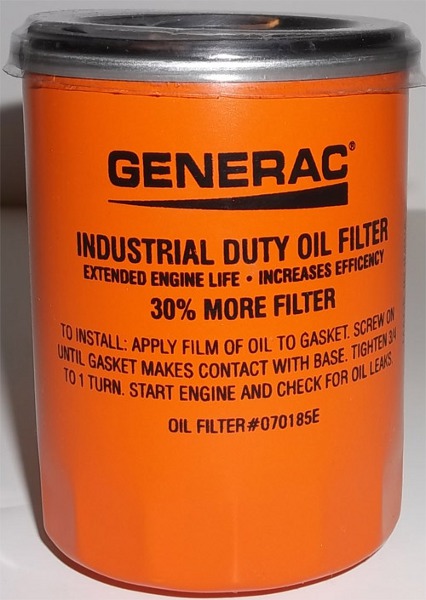 GENERAC®
INDUSTRIAL DUTY OIL FILTER
EXTENDED ENGINE LIFE • INCREASES EFFICENCY
30% MORE FILTER
TO INSTALL: APPLY FILM OF OIL TO GASKET. SCREW ON
UNTIL GASKET MAKES CONTACT WITH BASE. TIGHTEN 3/4
TO 1 TURN. START ENGINE AND CHECK FOR OIL LEAKS.
OIL FILTER#070185E